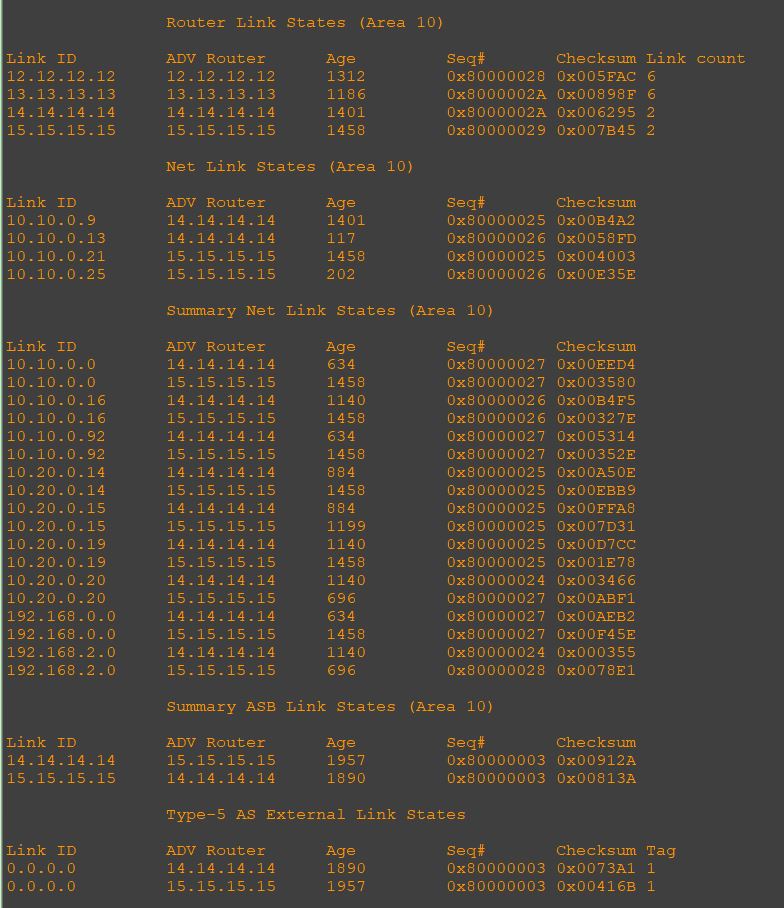 Router Link States (Area 10)
Link ID ADV Router Age Seq# Checksum Link count
12.12.12.12 12.12.12.12 1312 0x80000028 0x005FAC 6
13.13.13.13 13.13.13.13 1186 0x8000002A 0x00898F 6
14.14.14.14 14.14.14.14 1401 0x8000002A 0x006295 2
15.15.15.15 15.15.15.15 1458 0x80000029 0x007B45 2
Net Link States (Area 10)
Link ID ADV Router Age Seq# Checksum
10.10.0.9 14.14.14.14 1401 0x80000025 0x00B4A2
10.10.0.13 14.14.14.14 117 0x80000026 0x0058FD
10.10.0.21 15.15.15.15 1458 0x80000025 0x004003
10.10.0.25 15.15.15.15 202 0x80000026 0x00E35E
Summary Net Link States (Area 10)
Link ID ADV Router Age Seq# Checksum
10.10.0.0 14.14.14.14 634 0x80000027 0x00EED4
10.10.0.0 15.15.15.15 1458 0x80000027 0x003580
10.10.0.16 14.14.14.14 1140 0x80000026 0x00B4F5
10.10.0.16 15.15.15.15 1458 0x80000026 0x00327E
10.10.0.92 14.14.14.14 634 0x80000027 0x005314
10.10.0.92 15.15.15.15 1458 0x80000027 0x00352E
10.20.0.14 14.14.14.14 884 0x80000025 0x00A50E
10.20.0.14 15.15.15.15 1458 0x80000025 0x00EBB9
10.20.0.15 14.14.14.14 884 0x80000025 0x00FFA8
10.20.0.15 15.15.15.15 1199 0x80000025 0x007D31
10.20.0.19 14.14.14.14 1140 0x80000025 0x00D7CC
10.20.0.19 15.15.15.15 1458 0x80000025 0x001E78
10.20.0.20 14.14.14.14 1140 0x80000024 0x003466
10.20.0.20 15.15.15.15 696 0x80000027 0x00ABF1
192.168.0.0 14.14.14.14 634 0x80000027 0x00AEB2
192.168.0.0 15.15.15.15 1458 0x80000027 0x00F45E
192.168.2.0 14.14.14.14 1140 0x80000024 0x000355
192.168.2.0 15.15.15.15 696 0x80000028 0x0078E1
Summary ASB Link States (Area 10)
Link ID ADV Router Age Seq# Checksum
14.14.14.14 15.15.15.15 1957 0x80000003 0x00912A
15.15.15.15 14.14.14.14 1890 0x80000003 0x00813A
Type-5 AS External Link States
Link ID ADV Router Age Seq# Checksum Tag
0.0.0.0 14.14.14.14 1890 0x80000003 0x0073A1 1
0.0.0.0 15.15.15.15 1957 0x80000003 0x00416B 1